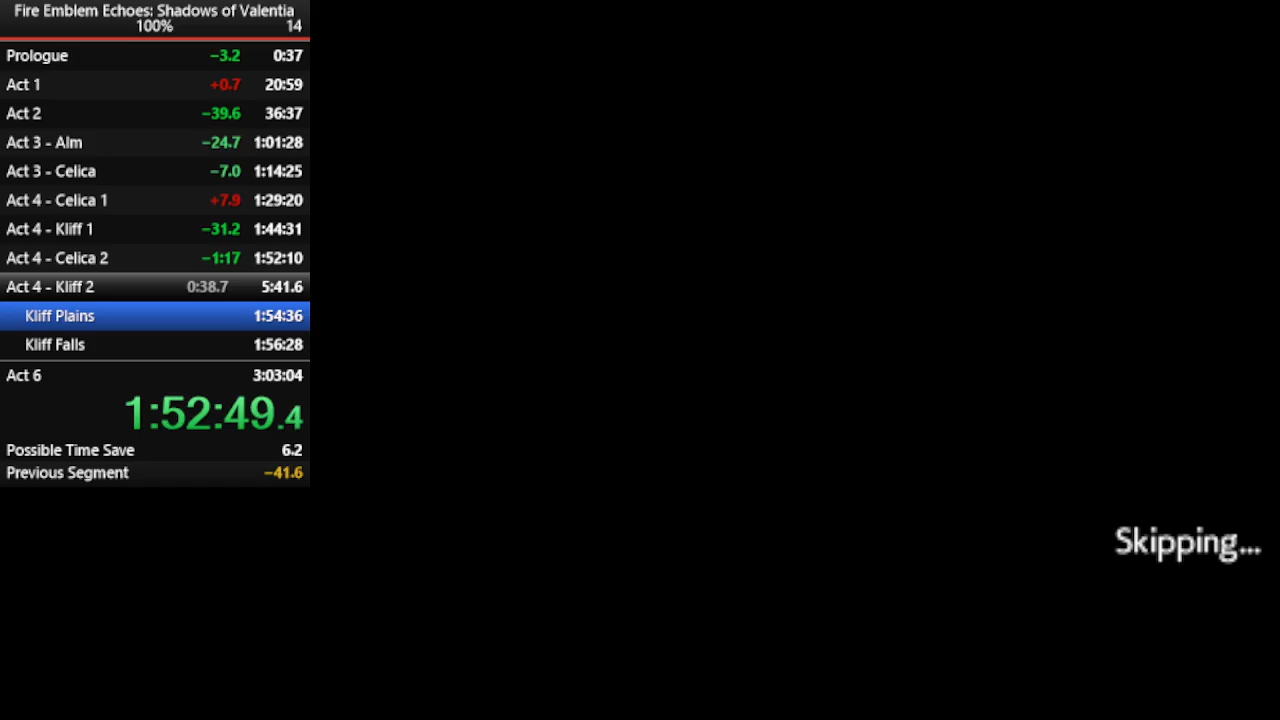 Fire Emblem Echoes: Shadows of Valentia
100% 14
Prologue −3.2 0:37
Act 1 +0.7 20:59
Act 2 −39.6 36:37
Act 3 - Alm −24.7 1:01:28
Act 3 - Celica −7.0 1:14:25
Act 4 - Celica 1 +7.9 1:29:20
Act 4 - Kliff 1 −31.2 1:44:31
Act 4 - Celica 2 −1:17 1:52:10
Act 4 - Kliff 2 0:38.7 5:41.6
Kliff Plains 1:54:36
Kliff Falls 1:56:28
Act 6 3:03:04
1:52:49.4
Possible Time Save 6.2
Previous Segment −41.6
Skipping...